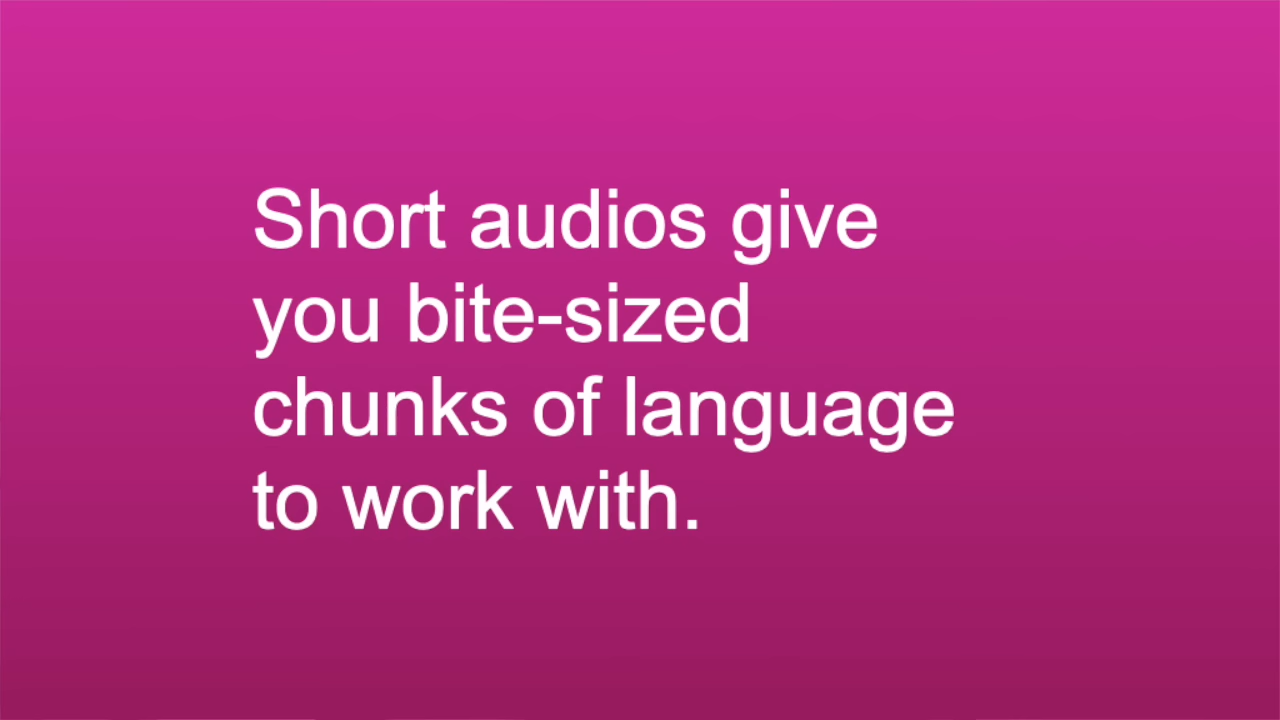 Short audios give
you bite-sized
chunks of language
to work with.